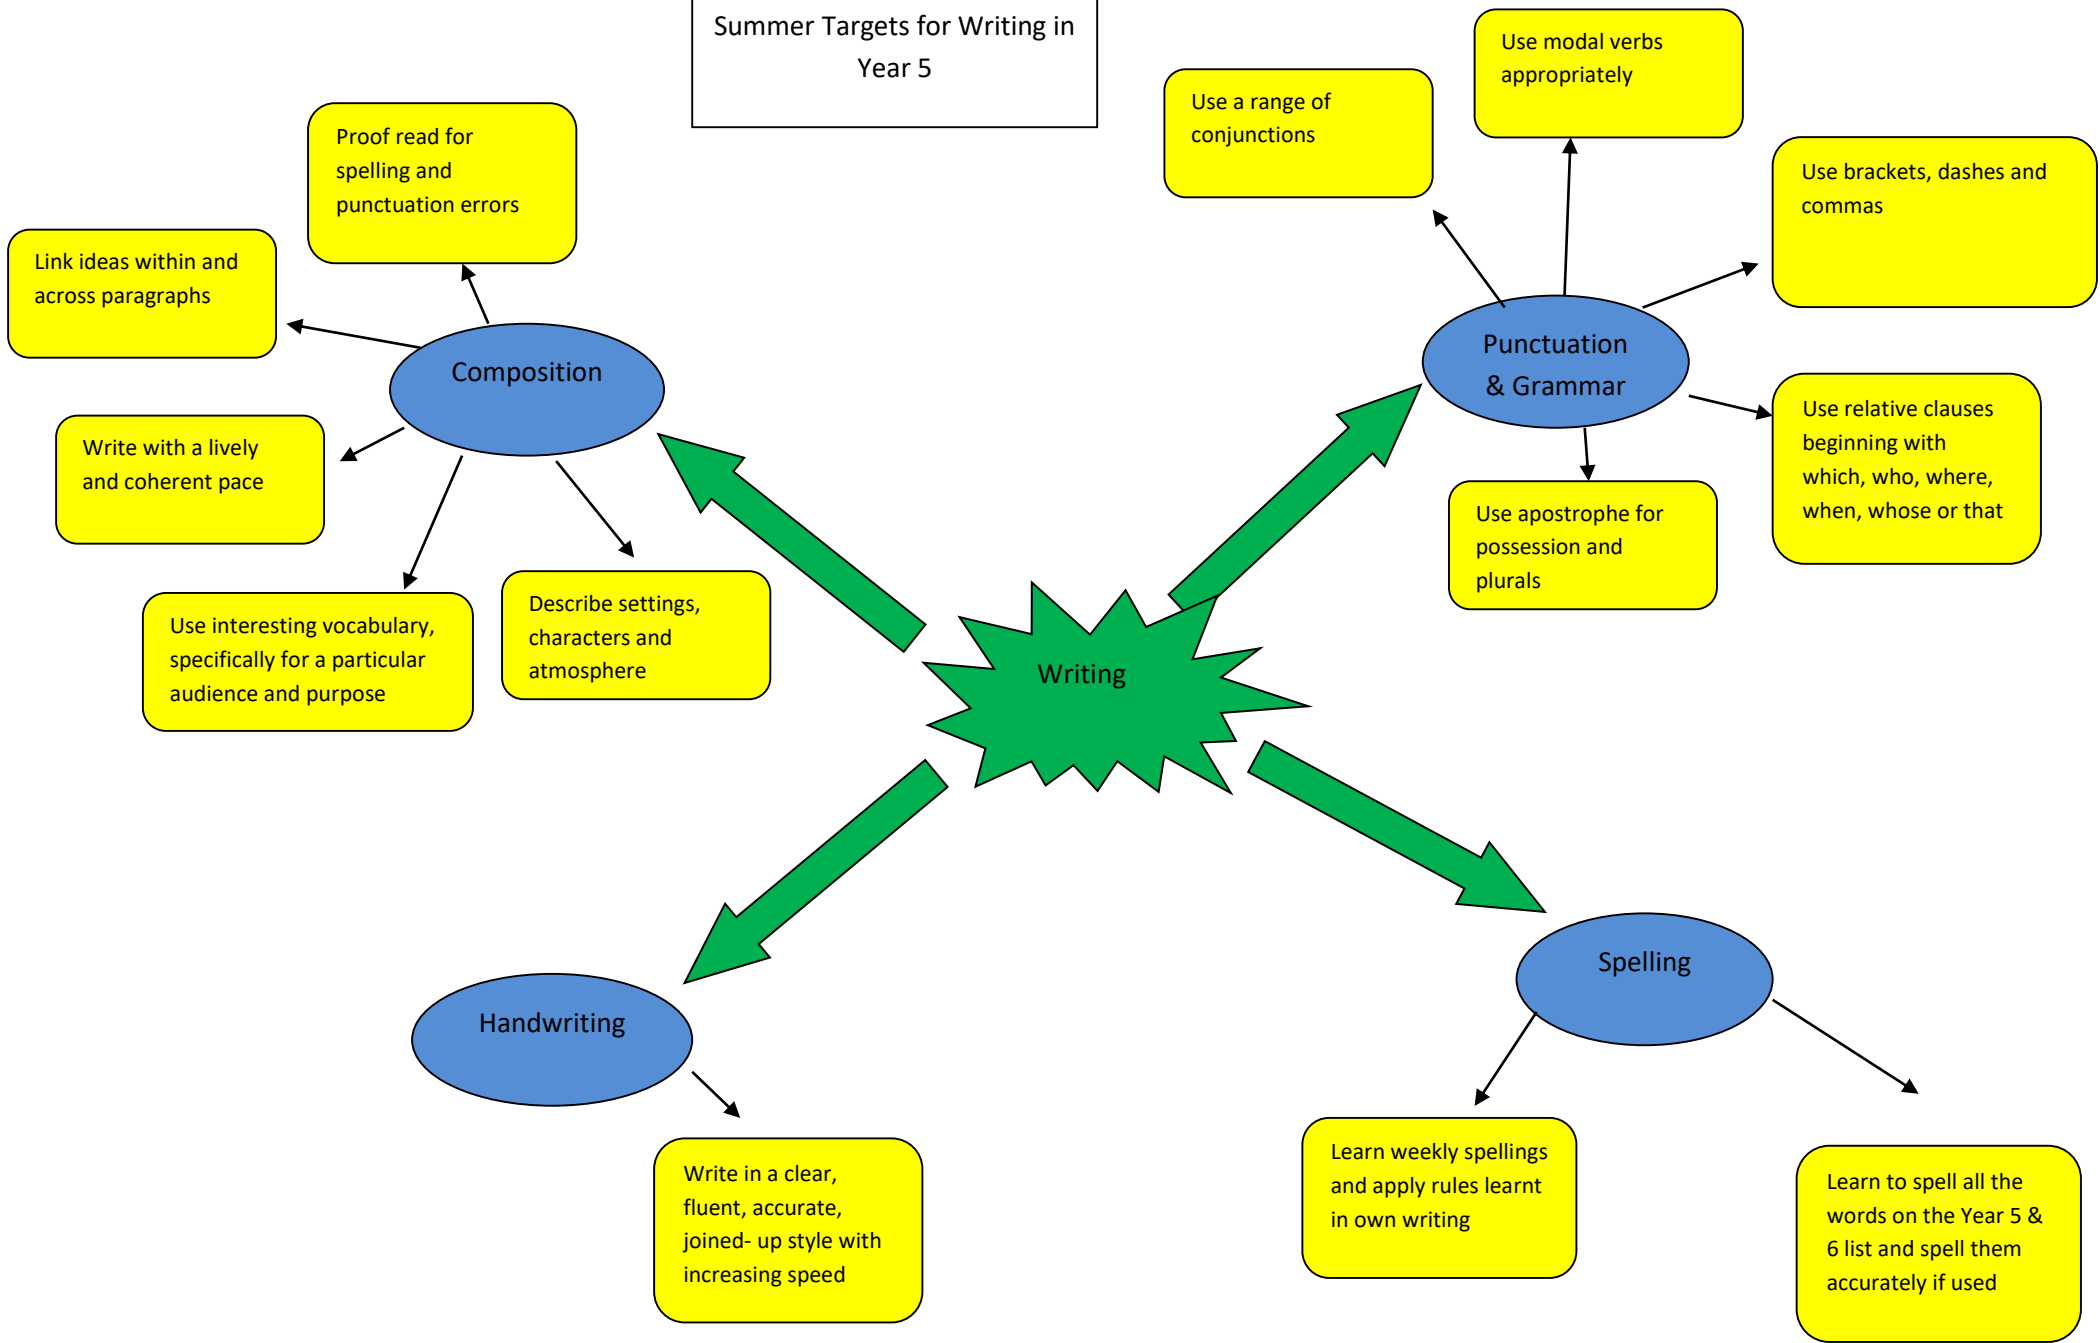 Summer Targets for Writing in
Year 5
Proof read for
spelling and
punctuation errors
Link ideas within and
across paragraphs
Composition
Write with a lively
and coherent pace
Use interesting vocabulary,
specifically for a particular
audience and purpose
Describe settings,
characters and
atmosphere
Use a range of
conjunctions
Use modal verbs
appropriately
Use brackets, dashes and
commas
Punctuation
& Grammar
Use relative clauses
beginning with
which, who, where,
when, whose or that
Use apostrophe for
possession and
plurals
Writing
Handwriting
Write in a clear,
fluent, accurate,
joined- up style with
increasing speed
Spelling
Learn weekly spellings
and apply rules learnt
in own writing
Learn to spell all the
words on the Year 5 &
6 list and spell them
accurately if used